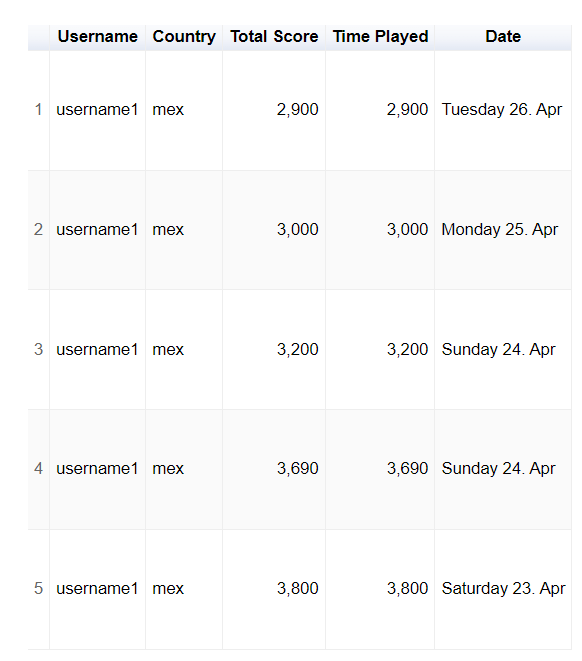 Username Country Total Score Time Played Date
1 username1 mex 2,900 2,900 Tuesday 26. Apr
2 username1 mex 3,000 3,000 Monday 25. Apr
3 username1 mex 3,200 3,200 Sunday 24. Apr
4 username1 mex 3,690 3,690 Sunday 24. Apr
5 username1 mex 3,800 3,800 Saturday 23. Apr